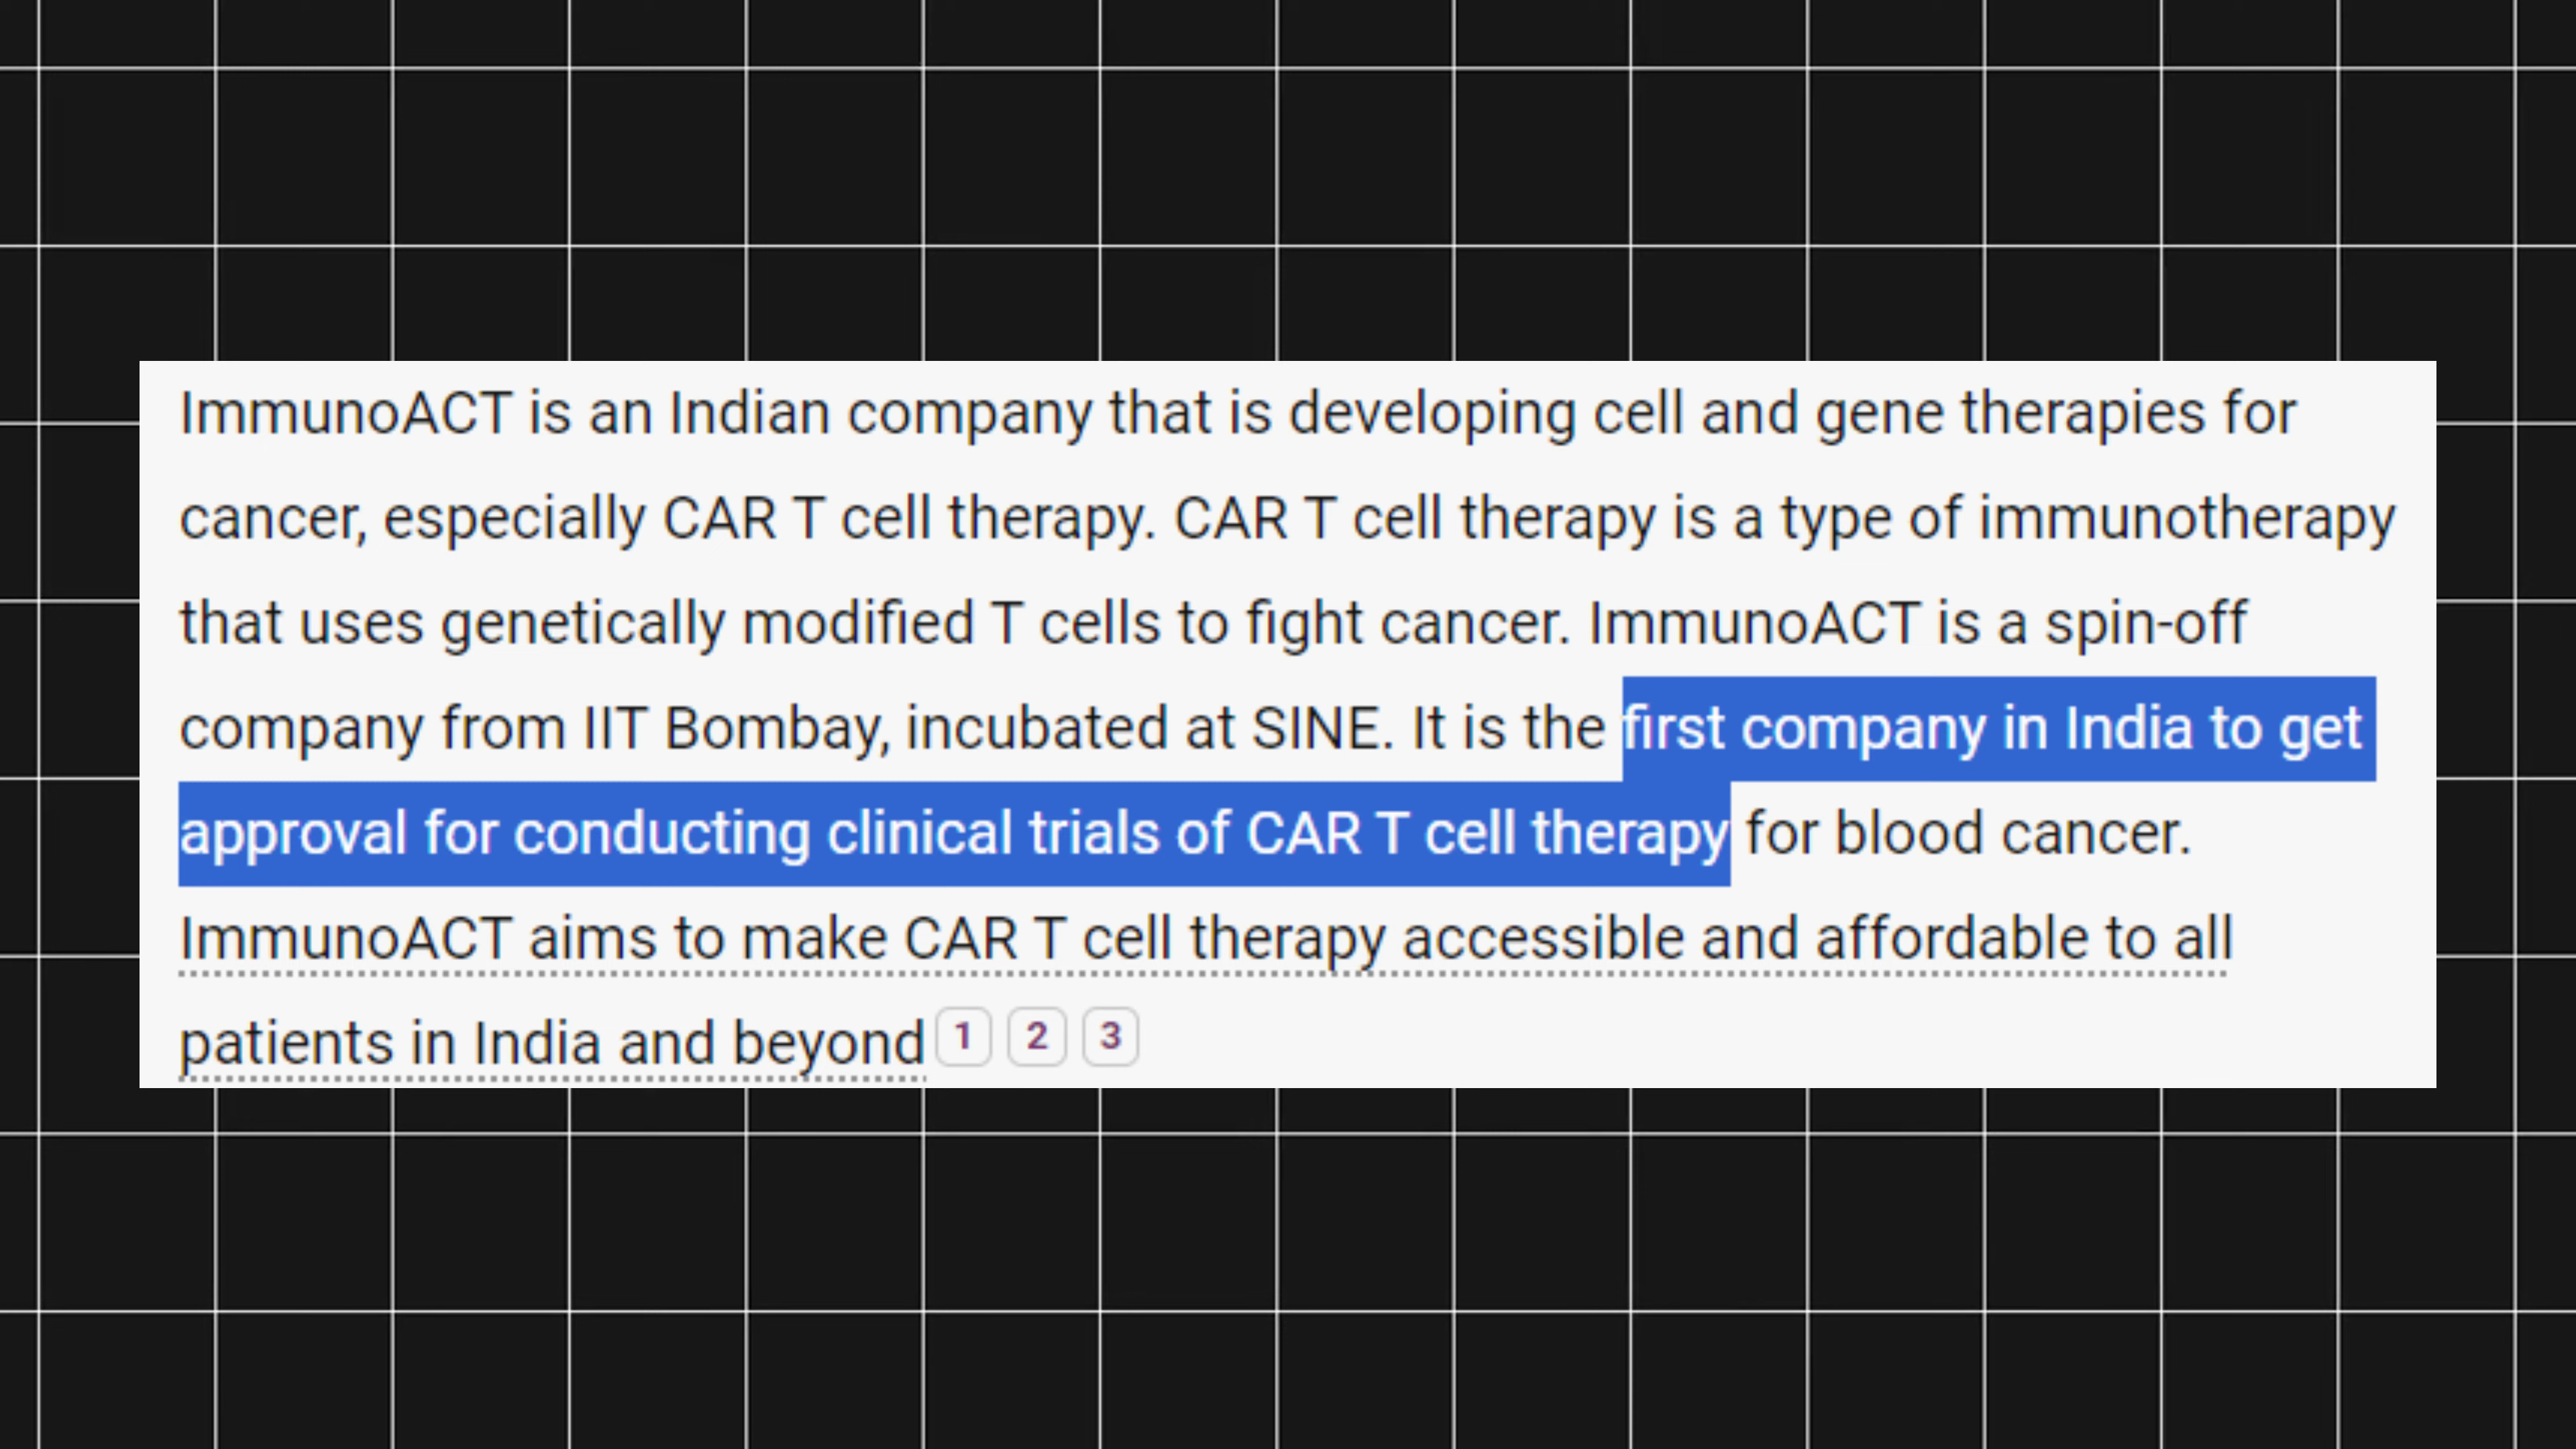 ImmunoACT is an Indian company that is developing cell and gene therapies for
cancer, especially CAR T cell therapy. CAR T cell therapy is a type of immunotherapy
that uses genetically modified T cells to fight cancer. ImmunoACT is a spin-off
company from IIT Bombay, incubated at SINE. It is the first company in India to get
approval for conducting clinical trials of CAR T cell therapy for blood cancer.
ImmunoACT aims to make CAR T cell therapy accessible and affordable to all
patients in India and beyond 1 2 3